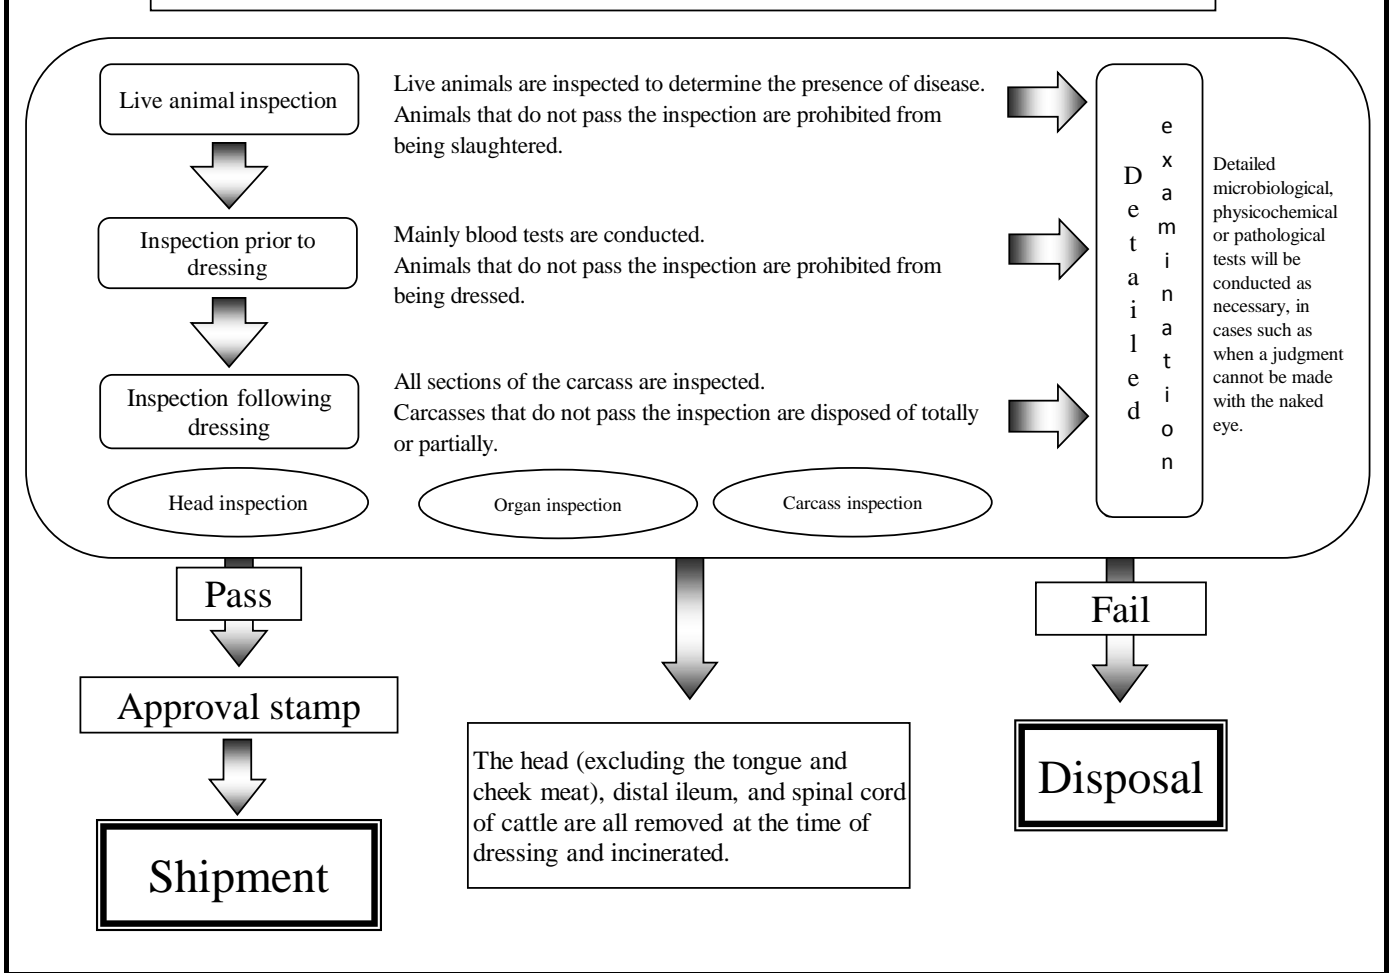 Live animal inspection
Live animals are inspected to determine the presence of disease.
Animals that do not pass the inspection are prohibited from
being slaughtered.
Inspection prior to
dressing
Mainly blood tests are conducted.
Animals that do not pass the inspection are prohibited from
being dressed.
Inspection following
dressing
All sections of the carcass are inspected.
Carcasses that do not pass the inspection are disposed of totally
or partially.
Head inspection
Organ inspection
Carcass inspection
Detailed
examination
Detailed
microbiological,
physicochemical
or pathological
tests will be
conducted as
necessary, in
cases such as
when a judgment
cannot be made
with the naked
eye.
Pass
Approval stamp
Shipment
The head (excluding the tongue and
cheek meat), distal ileum, and spinal cord
of cattle are all removed at the time of
dressing and incinerated.
Fail
Disposal